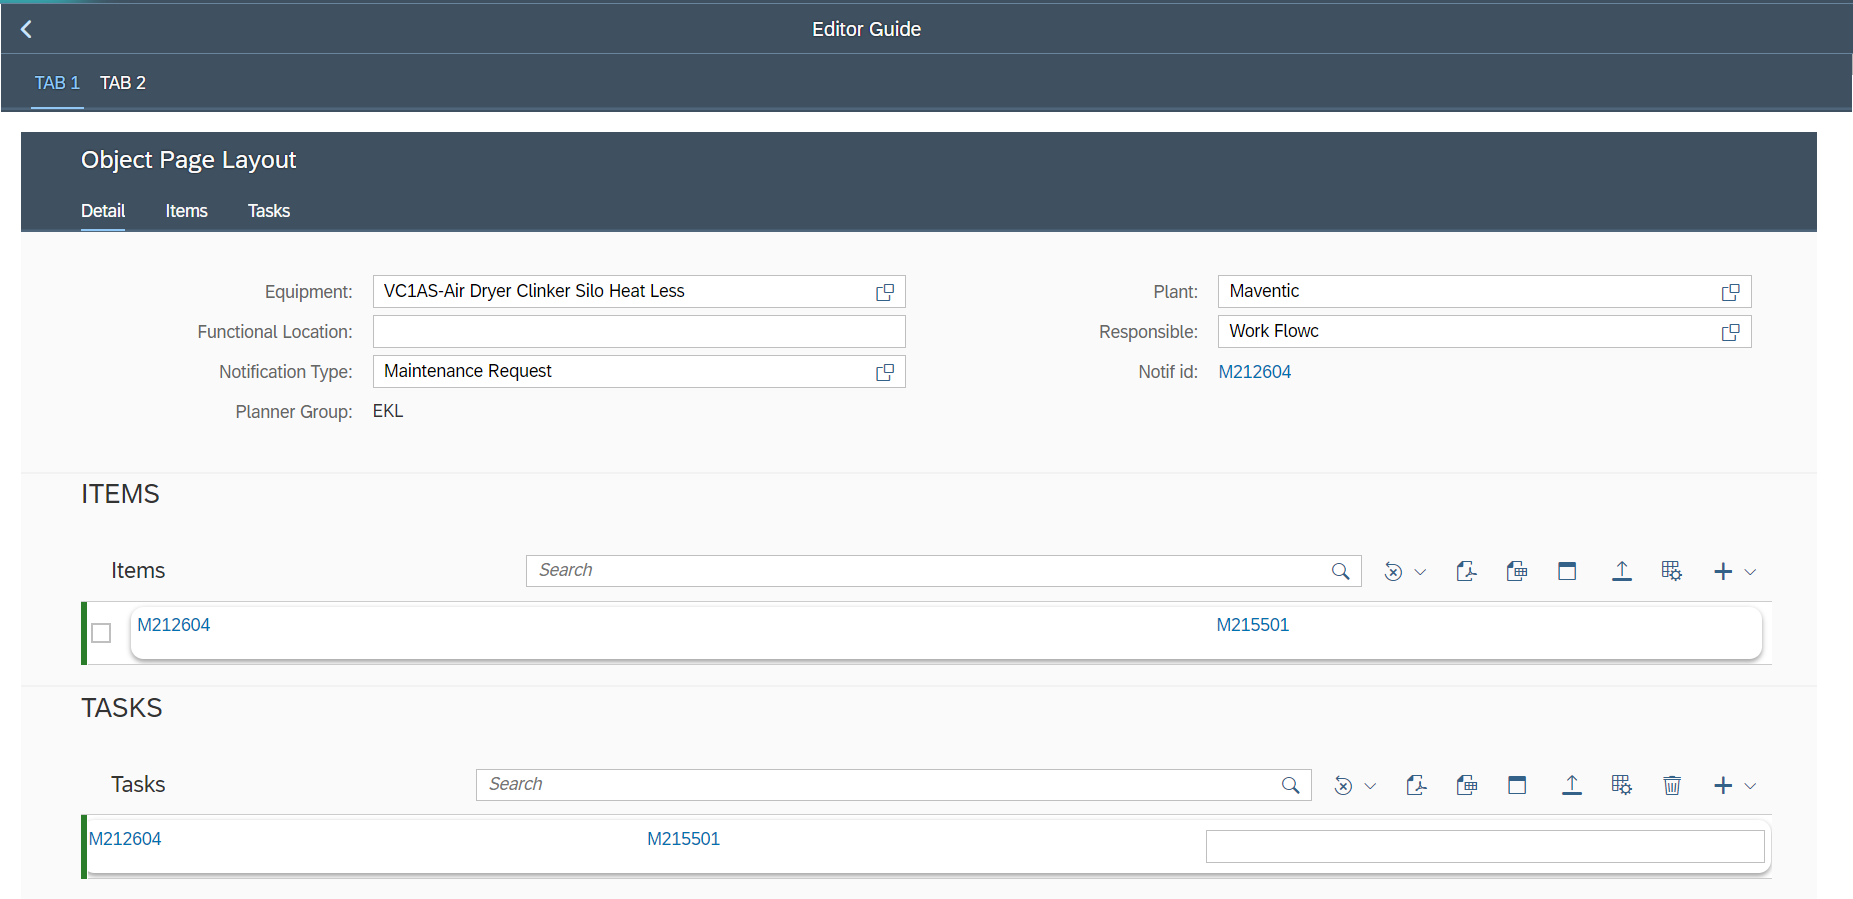 Editor Guide
TAB 1 TAB 2
Object Page Layout
Detail Items Tasks
Equipment: VC1AS-Air Dryer Clinker Silo Heat Less Plant: Maventic
Functional Location: Responsible: Work Flowc
Notification Type: Maintenance Request Notif id: M212604
Planner Group: EKL
ITEMS
Items Search
M212604 M215501
TASKS
Tasks Search
M212604 M215501